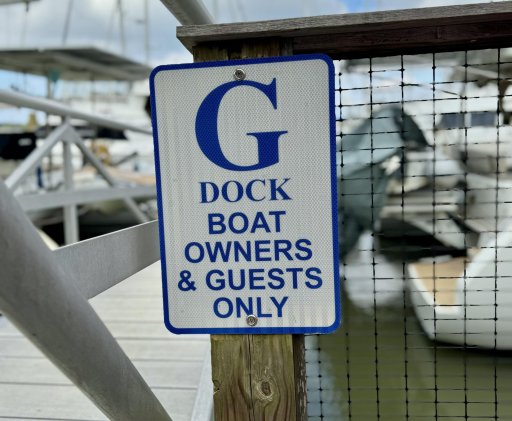 G
DOCK
BOAT
OWNERS
& GUESTS
ONLY